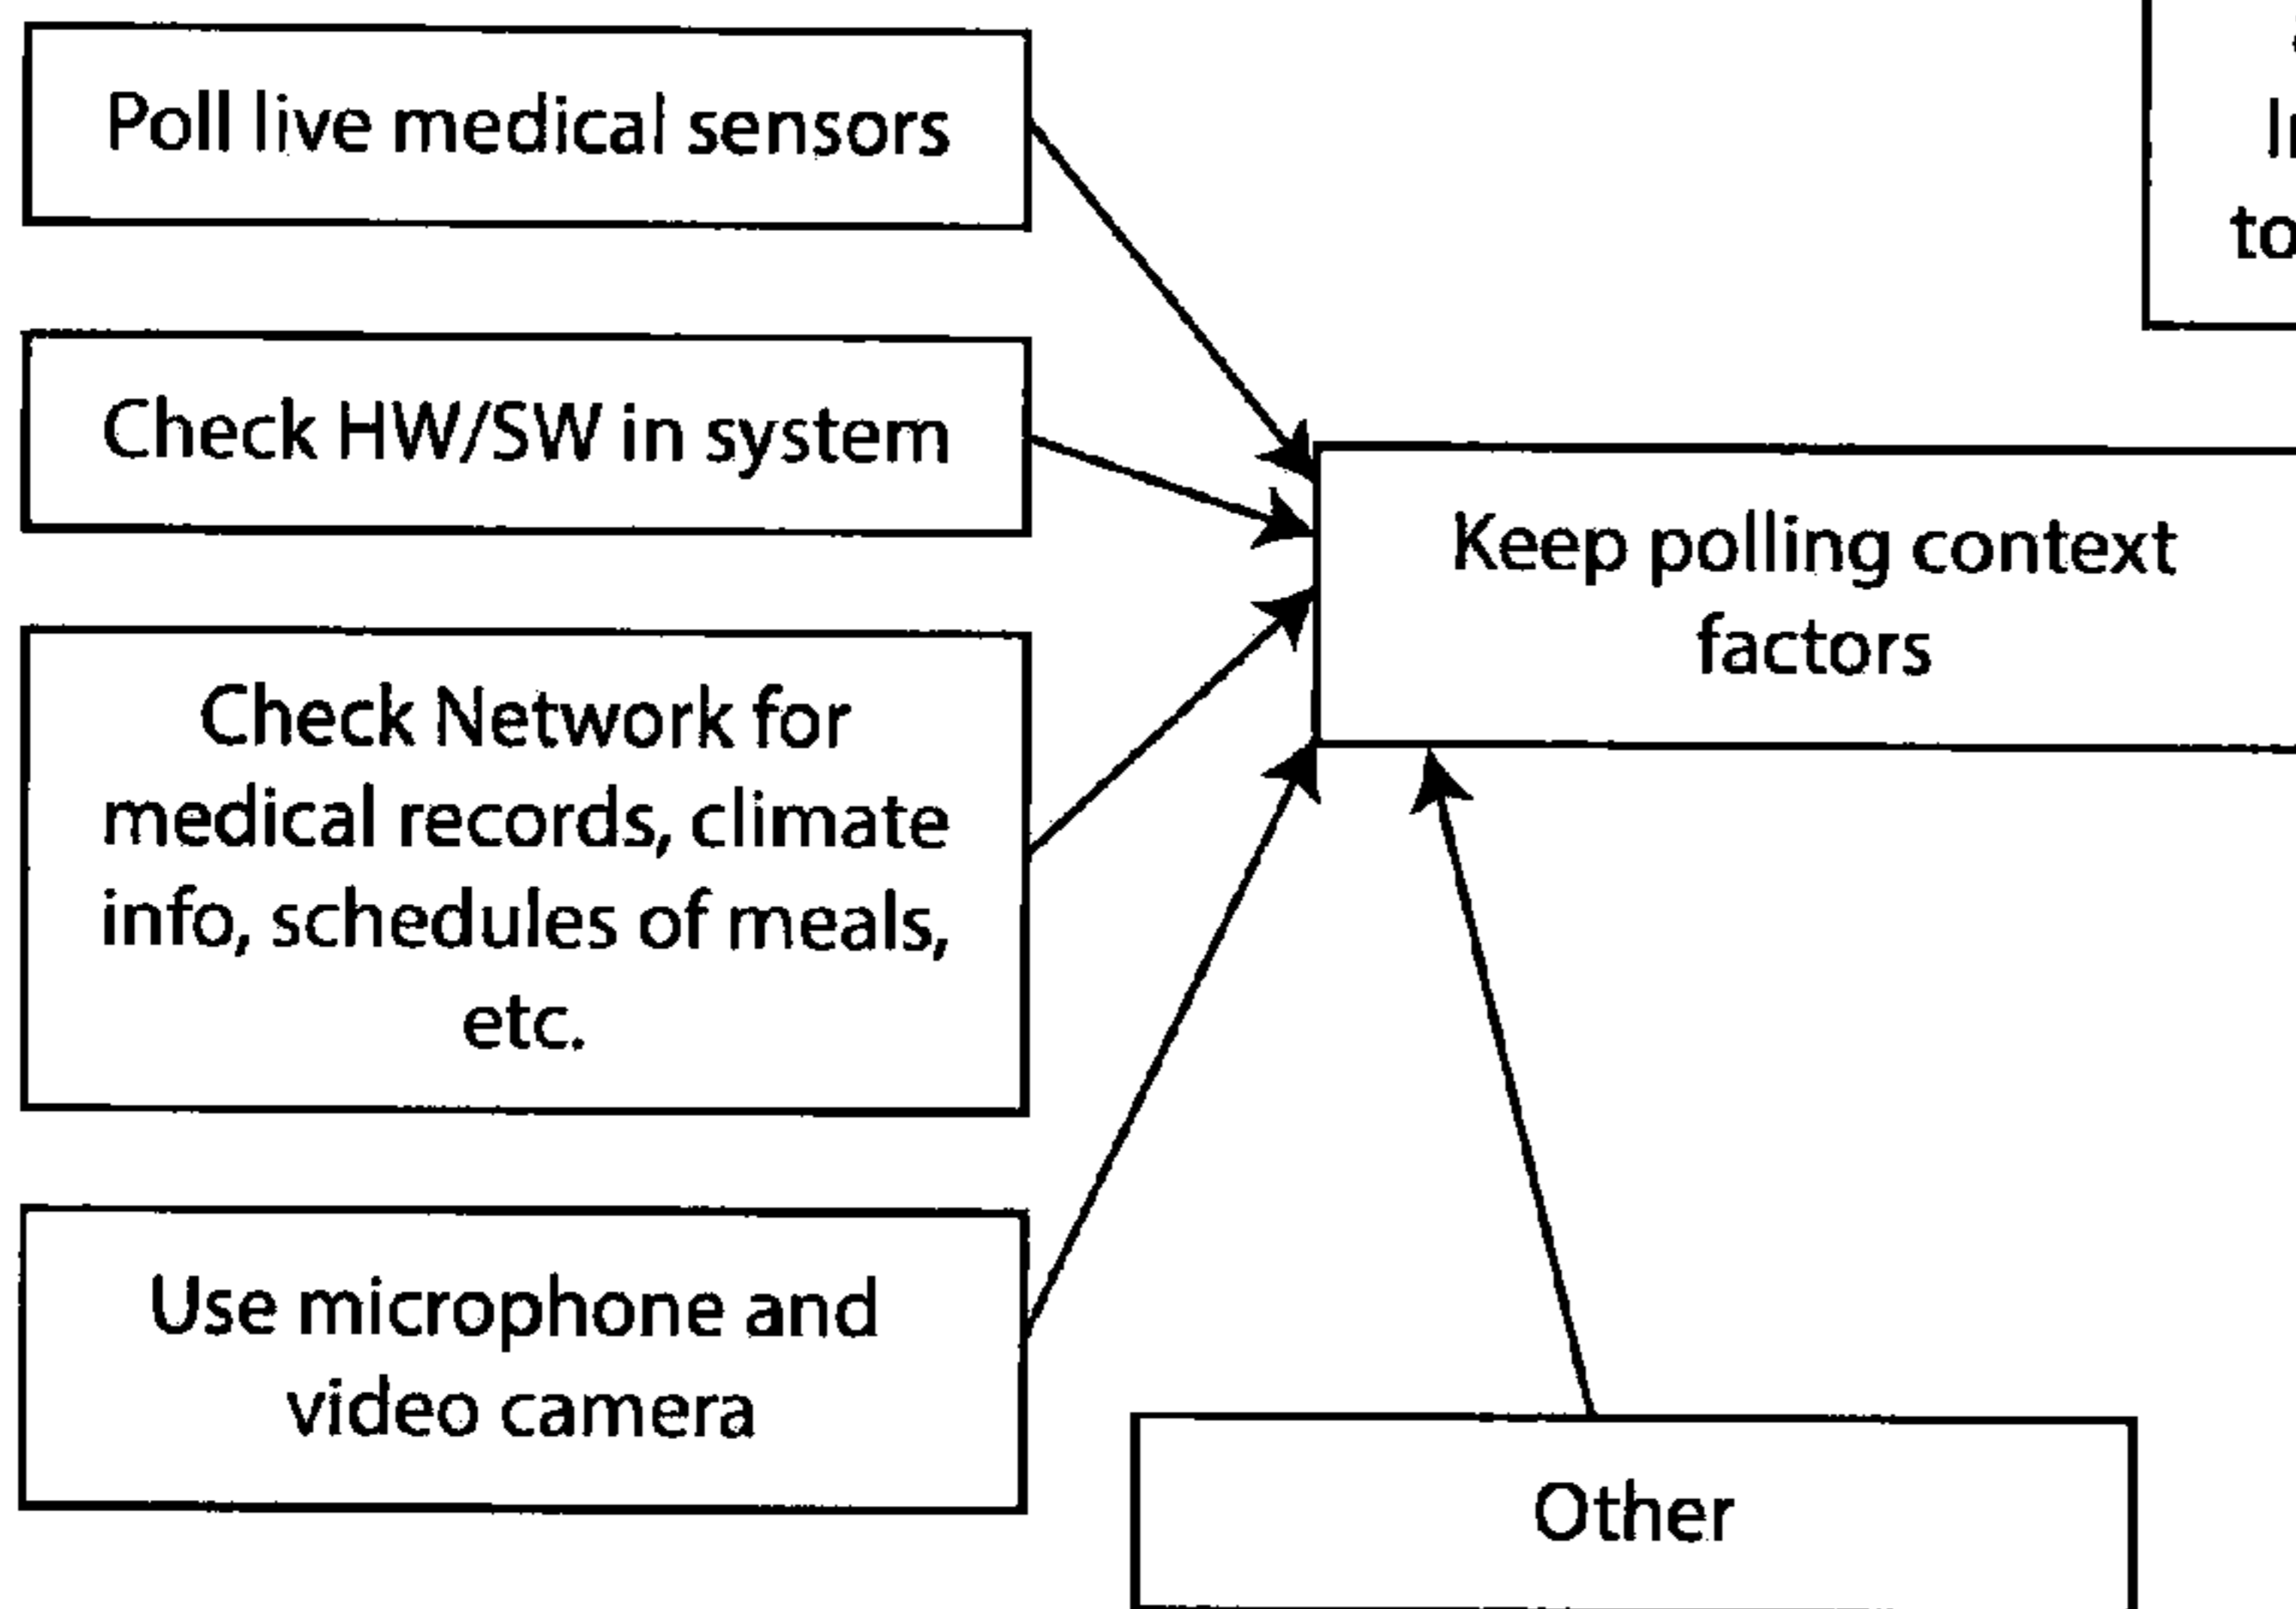 Poll live medical sensors
Check HW/SW in system
Check Network for
medical records, climate
info, schedules of meals,
etc.
Use microphone and
video camera
Keep polling context
factors
Other
to